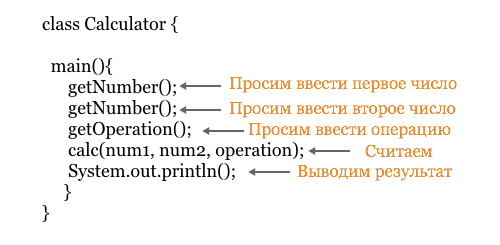 class Calculator {
main(){
getNumber(); Просим ввести первое число
getNumber(); Просим ввести второе число
getOperation(); Просим ввести операцию
calc(num1, num2, operation); Считаем
System.out.println(); Выводим результат
}
}